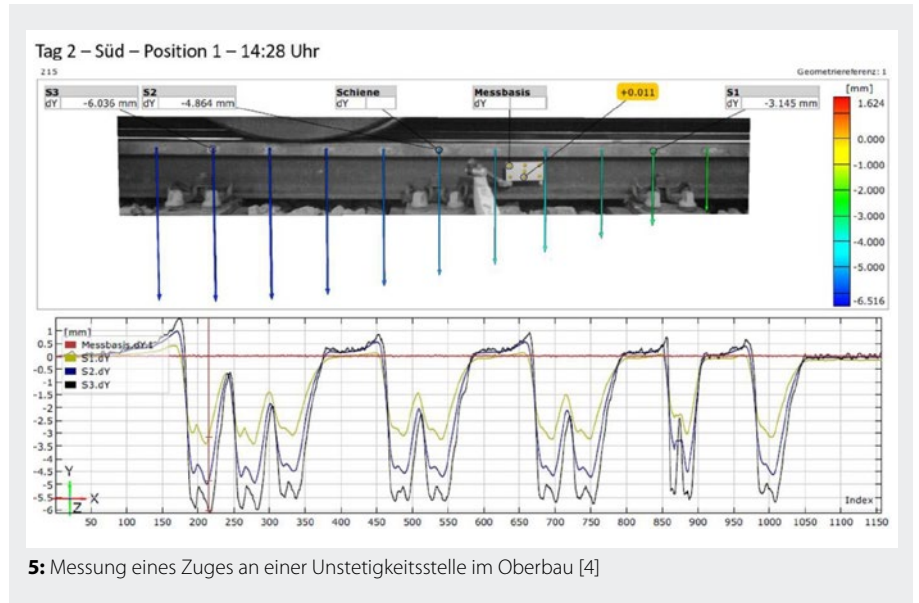 Tag 2 – Süd – Position 1 – 14:28 Uhr
215 Geometriereferenz: 1
S3 S2 Schiene Messbasis +0.011 S1 [mm]
dY -6.036 mm dY -4.864 mm dY dY dY -3.145 mm
1.624
0.000
-1.000
-2.000
-3.000
-4.000
-5.000
-6.516
[mm]
1
0.5
0
-0.5
-1
-1.5
-2
-2.5
-3
-3.5
-4
-4.5
-5
-5.5
-6
Messbasis.dY.1
S1.dY
S2.dY
S3.dY
Y
X
Z
Index
50 100 150 200 250 300 350 400 450 500 550 600 650 700 750 800 850 900 950 1000 1050 1100 1150
5: Messung eines Zuges an einer Unstetigkeitsstelle im Oberbau [4]